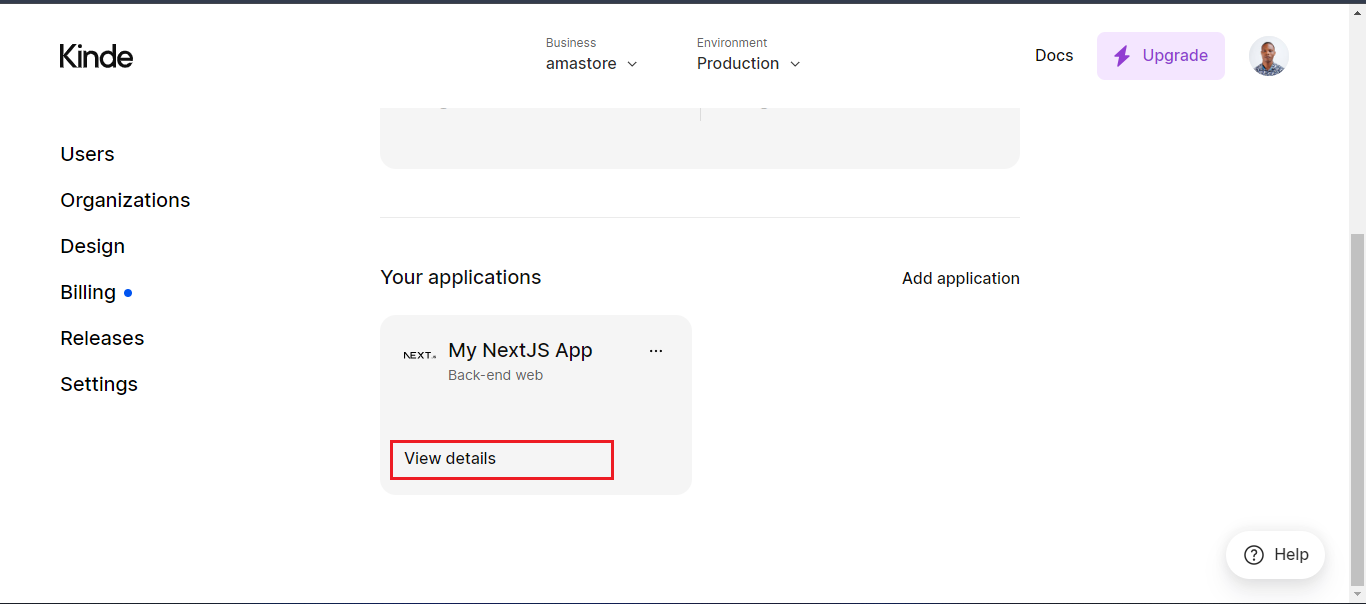 Kinde
Business
amastore
Environment
Production
Docs
Upgrade
Users
Organizations
Design
Billing
Releases
Settings
Your applications
Add application
NEXT.js
My NextJS App
...
Back-end web
View details
Help